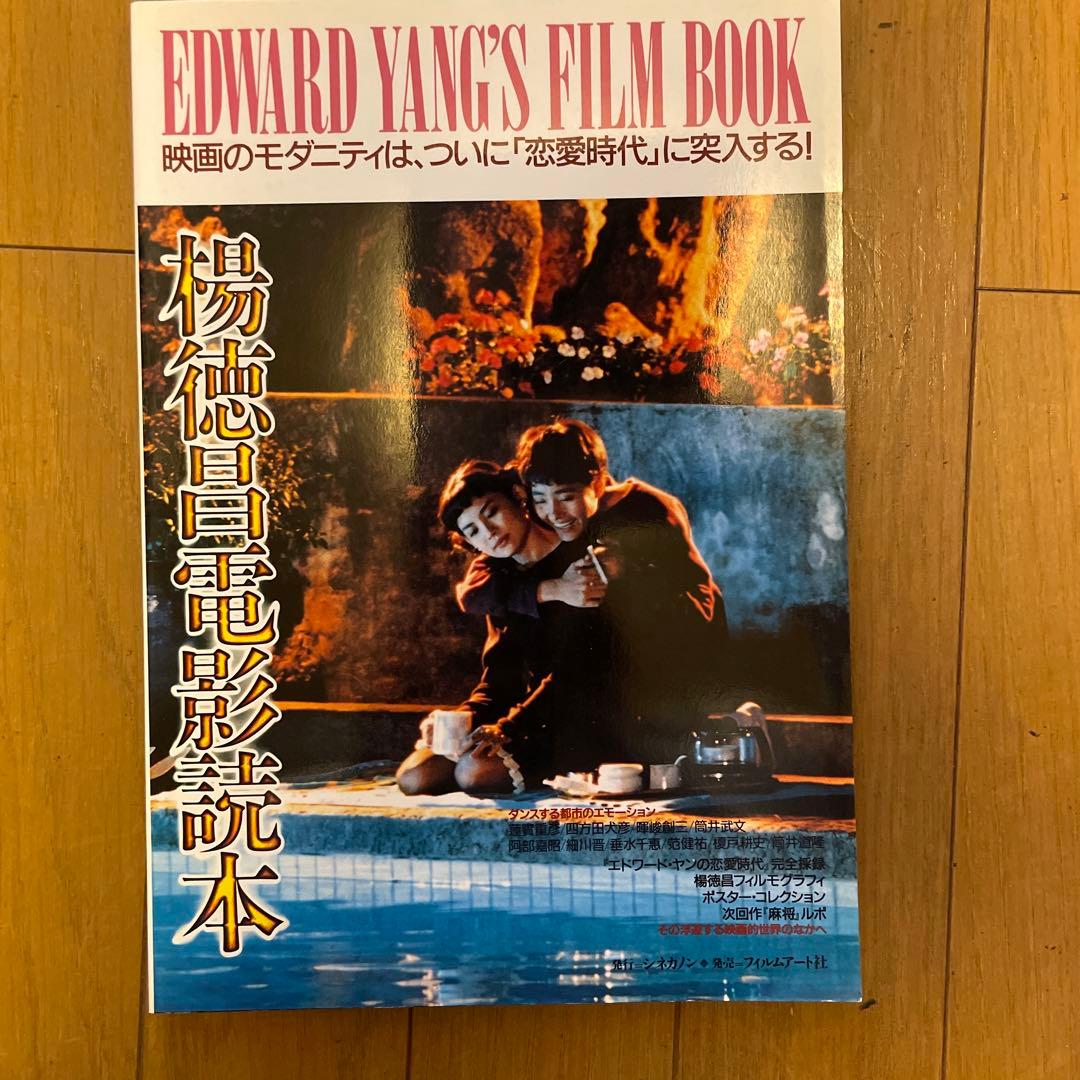 EDWARD YANG'S FILM BOOK
映画のモダニティは、ついに「恋愛時代」に突入する!
楊徳昌電影読本
ダンスする都市のエモーション
蓮實重彦/四方田犬彦/暉峻創三/筒井武文
阿部嘉昭/細川晋/垂水千恵/范健祐/榎戸耕史/筒井道隆
『エドワード・ヤンの恋愛時代』完全採録
楊徳昌フィルモグラフィ
ポスター・コレクション
次回作『麻将』ルポ
その浮遊する映画的世界のなかへ
発行=シネカノン◆発売=フィルムアート社